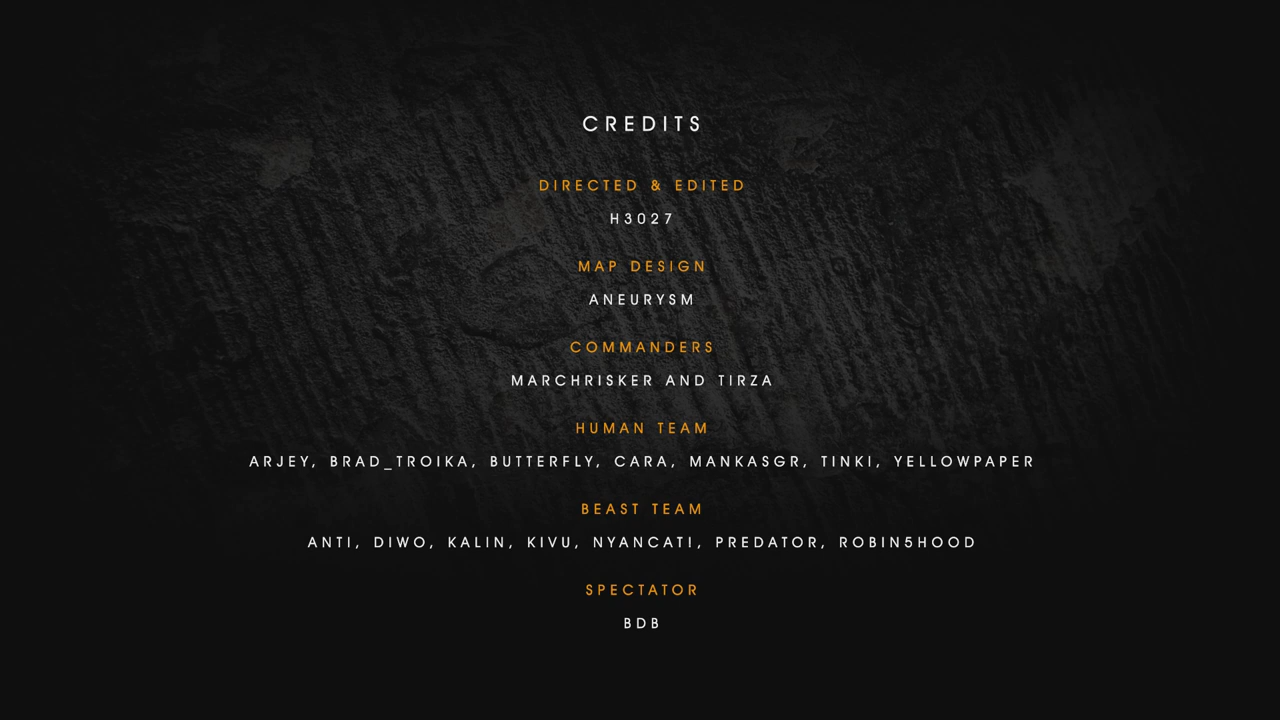 CREDITS
DIRECTED & EDITED
H3027
MAP DESIGN
ANEURYSM
COMMANDERS
MARCHRISKER AND TIRZA
HUMAN TEAM
ARJEY, BRAD_TROIKA, BUTTERFLY, CARA, MANKASGR, TINKI, YELLOWPAPER
BEAST TEAM
ANTI, DIWO, KALIN, KIVU, NYANCATI, PREDATOR, ROBIN5HOOD
SPECTATOR
BDB